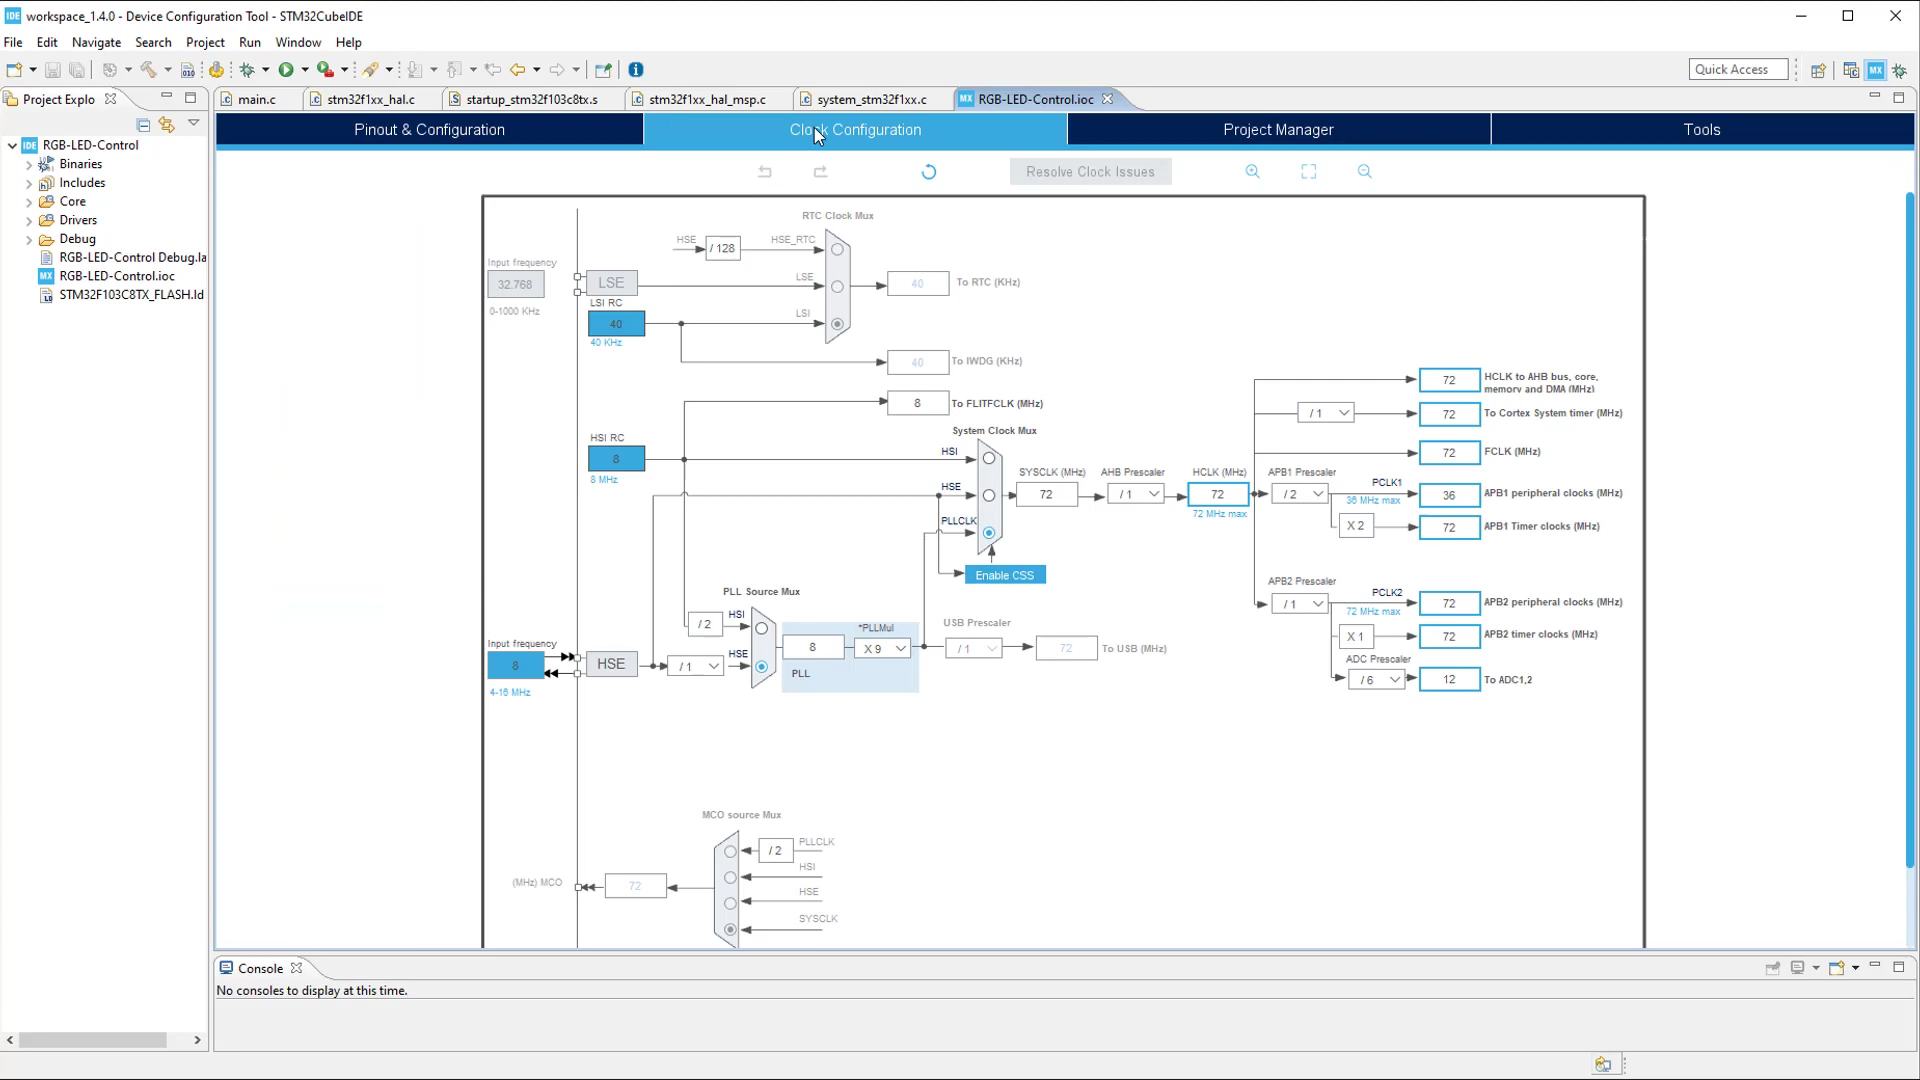 workspace_1.4.0 - Device Configuration Tool - STM32CubeIDE
File Edit Navigate Search Project Run Window Help
Quick Access
Project Explo
main.c stm32f1xx_hal.c startup_stm32f103c8tx.s stm32f1xx_hal_msp.c system_stm32f1xx.c RGB-LED-Control.ioc
Pinout & Configuration Clock Configuration Project Manager Tools
Resolve Clock Issues
RGB-LED-Control
Binaries
Includes
Core
Drivers
Debug
RGB-LED-Control Debug.la
RGB-LED-Control.ioc
STM32F103C8TX_FLASH.ld
RTC Clock Mux
HSE / 128 HSE_RTC
Input frequency
32.768 LSE LSE 40 To RTC (KHz)
0-1000 KHz
LSI RC
40 LSI
40 KHz
40 To IWDG (KHz)
8 To FLITFCLK (MHz)
HSI RC
8
8 MHz
System Clock Mux
HSI
HSE
PLLCLK
Enable CSS
SYSCLK (MHz) AHB Prescaler HCLK (MHz) APB1 Prescaler
72 / 1 72 / 2
72 MHz max
72 HCLK to AHB bus, core,
memory and DMA (MHz)
/ 1 72 To Cortex System timer (MHz)
72 FCLK (MHz)
PCLK1
36 MHz max
36 APB1 peripheral clocks (MHz)
X 2 72 APB1 Timer clocks (MHz)
APB2 Prescaler
/ 1
PCLK2
72 MHz max
72 APB2 peripheral clocks (MHz)
X 1 72 APB2 timer clocks (MHz)
ADC Prescaler
/ 6 12 To ADC1,2
PLL Source Mux
/ 2 HSI
Input frequency
8 HSE / 1 HSE
4-16 MHz
8
*PLLMul
X 9
PLL
USB Prescaler
/ 1 72 To USB (MHz)
MCO source Mux
/ 2 PLLCLK
HSI
HSE
SYSCLK
(MHz) MCO 72
Console
No consoles to display at this time.